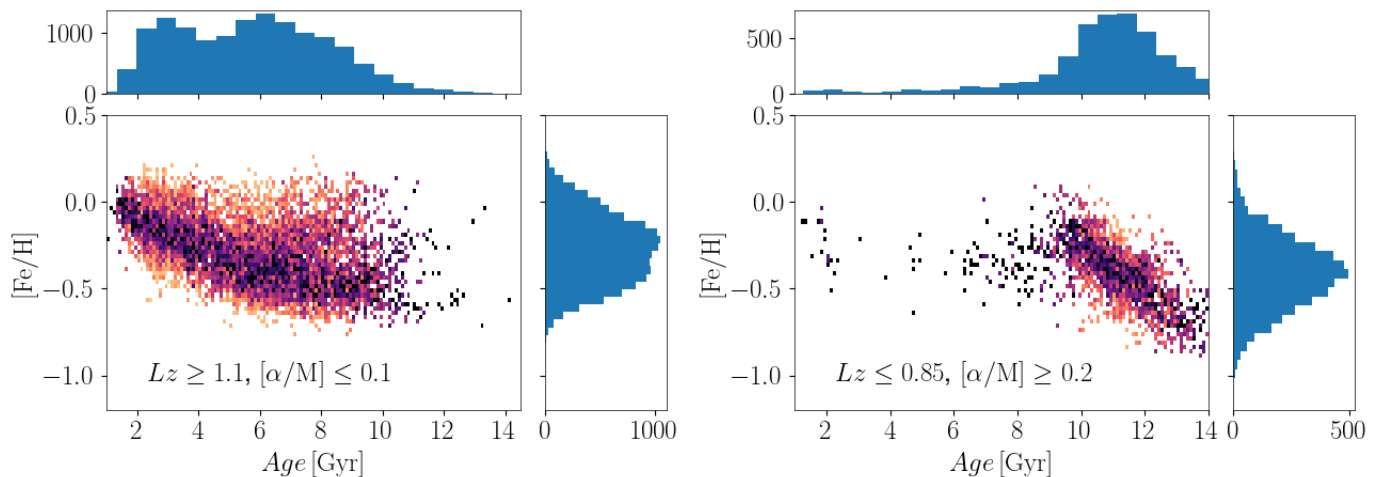 1000
0
0.5
0.0
−0.5
−1.0
[Fe/H]
Lz ≥ 1.1, [α/M] ≤ 0.1
2 4 6 8 10 12 14
Age [Gyr]
0 1000
500
0
0.5
0.0
−0.5
−1.0
[Fe/H]
Lz ≤ 0.85, [α/M] ≥ 0.2
2 4 6 8 10 12 14
Age [Gyr]
0 500